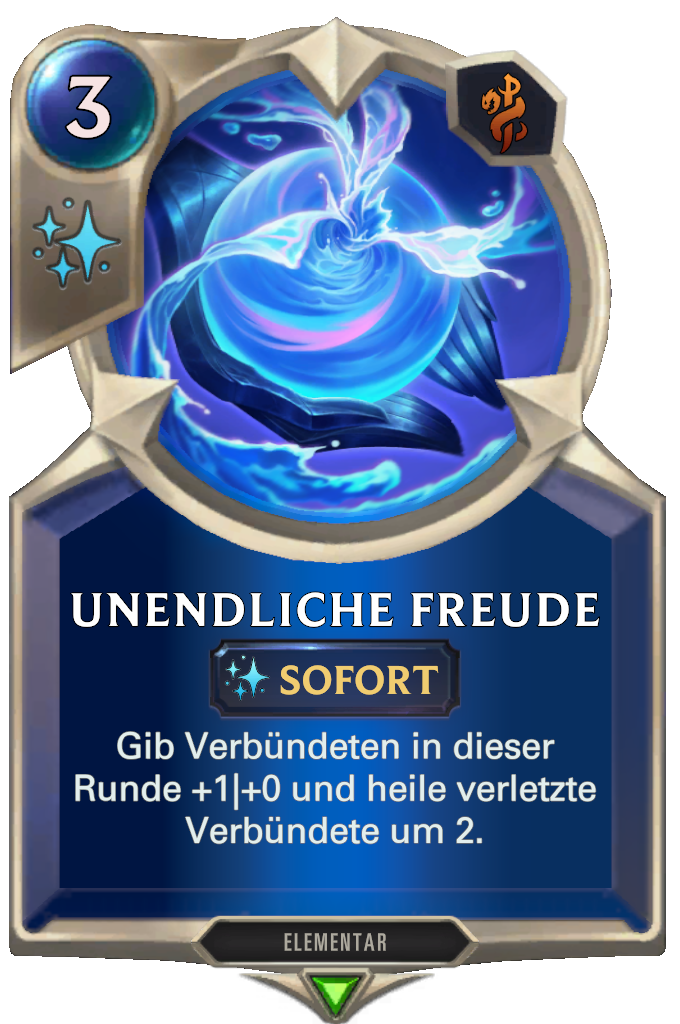 3
UNENDLICHE FREUDE
SOFORT
Gib Verbündeten in dieser
Runde +1|+0 und heile verletzte
Verbündete um 2.
ELEMENTAR